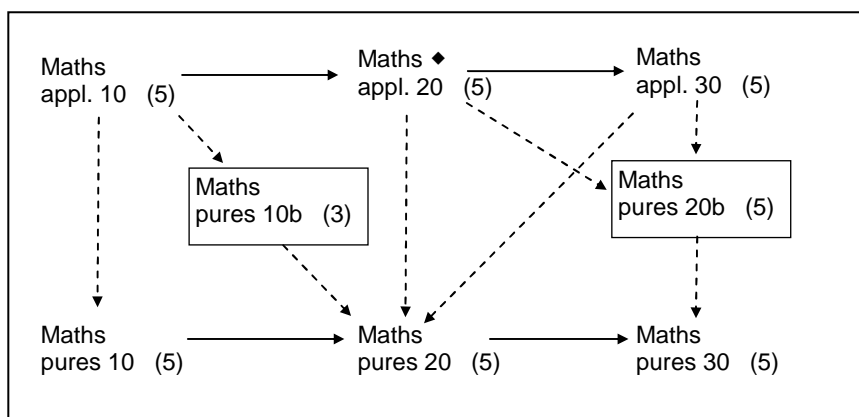 Maths
appl. 10 (5)
Maths ◆
appl. 20 (5)
Maths
appl. 30 (5)
Maths
pures 10b (3)
Maths
pures 20b (5)
Maths
pures 10 (5)
Maths
pures 20 (5)
Maths
pures 30 (5)